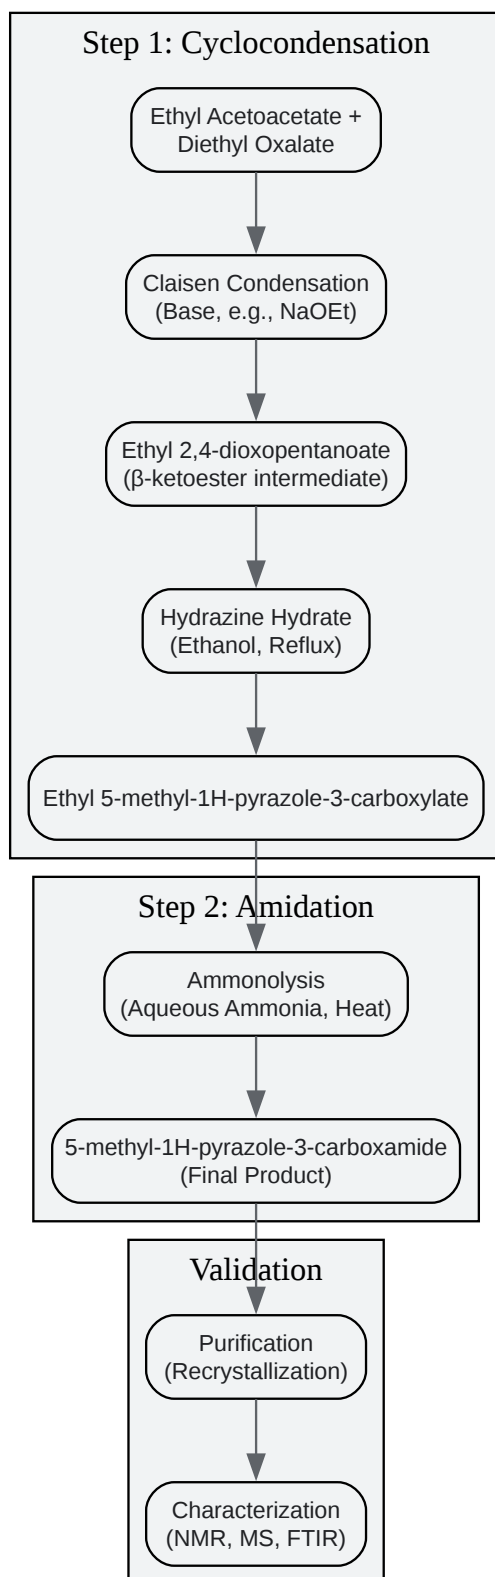 Step 1: Cyclocondensation
Ethyl Acetoacetate +
Diethyl Oxalate
Claisen Condensation
(Base, e.g., NaOEt)
Ethyl 2,4-dioxopentanoate
(β-ketoester intermediate)
Hydrazine Hydrate
(Ethanol, Reflux)
Ethyl 5-methyl-1H-pyrazole-3-carboxylate
Step 2: Amidation
Ammonolysis
(Aqueous Ammonia, Heat)
5-methyl-1H-pyrazole-3-carboxamide
(Final Product)
Validation
Purification
(Recrystallization)
Characterization
(NMR, MS, FTIR)